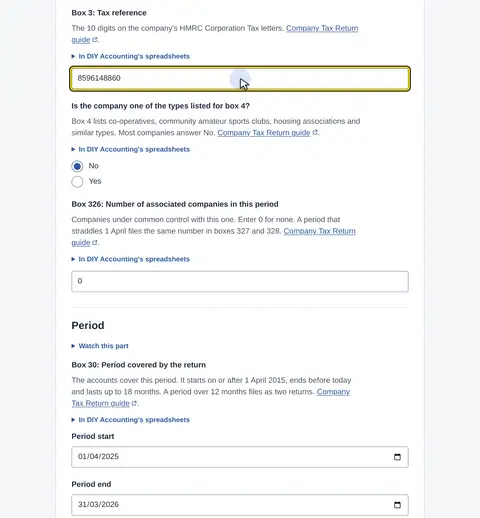 Box 3: Tax reference
The 10 digits on the company's HMRC Corporation Tax letters. Company Tax Return
guide.
In DIY Accounting's spreadsheets
8596148860
Is the company one of the types listed for box 4?
Box 4 lists co-operatives, community amateur sports clubs, housing associations and
similar types. Most companies answer No. Company Tax Return guide.
In DIY Accounting's spreadsheets
No
Yes
Box 326: Number of associated companies in this period
Companies under common control with this one. Enter 0 for none. A period that
straddles 1 April files the same number in boxes 327 and 328. Company Tax Return
guide.
In DIY Accounting's spreadsheets
0
Period
Watch this part
Box 30: Period covered by the return
The accounts cover this period. It starts on or after 1 April 2015, ends before today
and lasts up to 18 months. A period over 12 months files as two returns. Company
Tax Return guide.
In DIY Accounting's spreadsheets
Period start
01/04/2025
Period end
31/03/2026